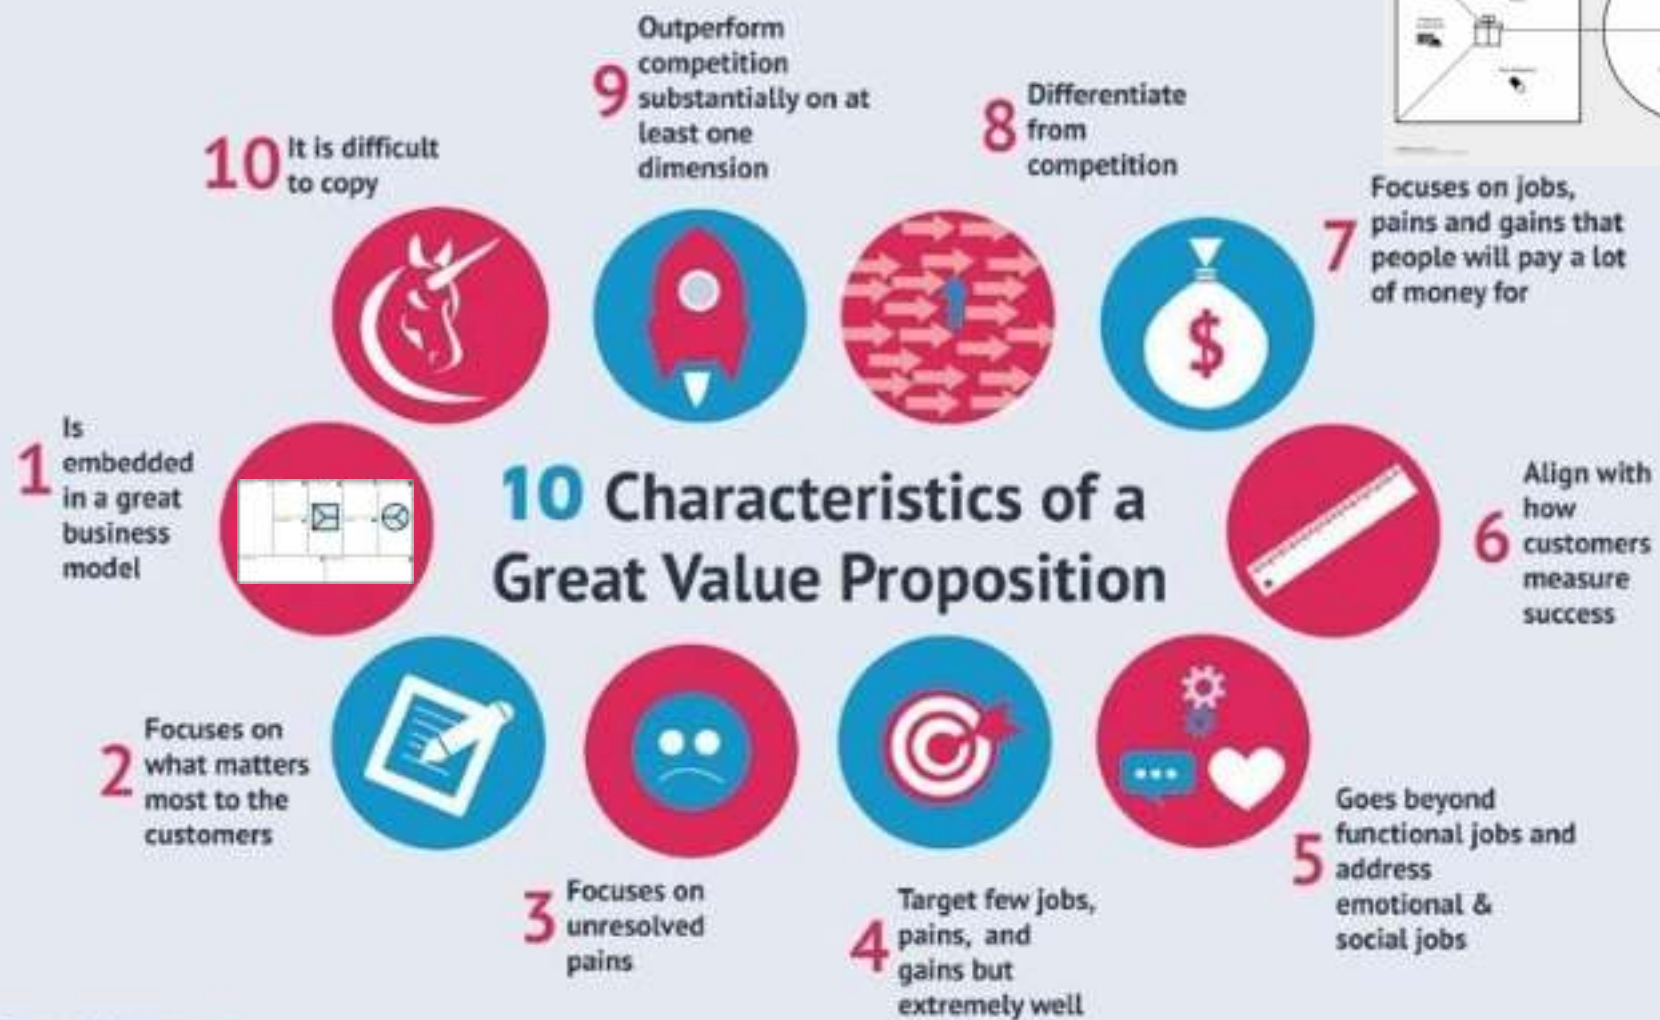 10 Characteristics of a
Great Value Proposition
1
Is
embedded
in a great
business
model
2
Focuses on
what matters
most to the
customers
3
Focuses on
unresolved
pains
4
Target few jobs,
pains, and
gains but
extremely well
5
Goes beyond
functional jobs and
address
emotional &
social jobs
6
Align with
how
customers
measure
success
7
Focuses on jobs,
pains and gains that
people will pay a lot
of money for
$
8
Differentiate
from
competition
9
Outperform
competition
substantially on at
least one
dimension
10
It is difficult
to copy